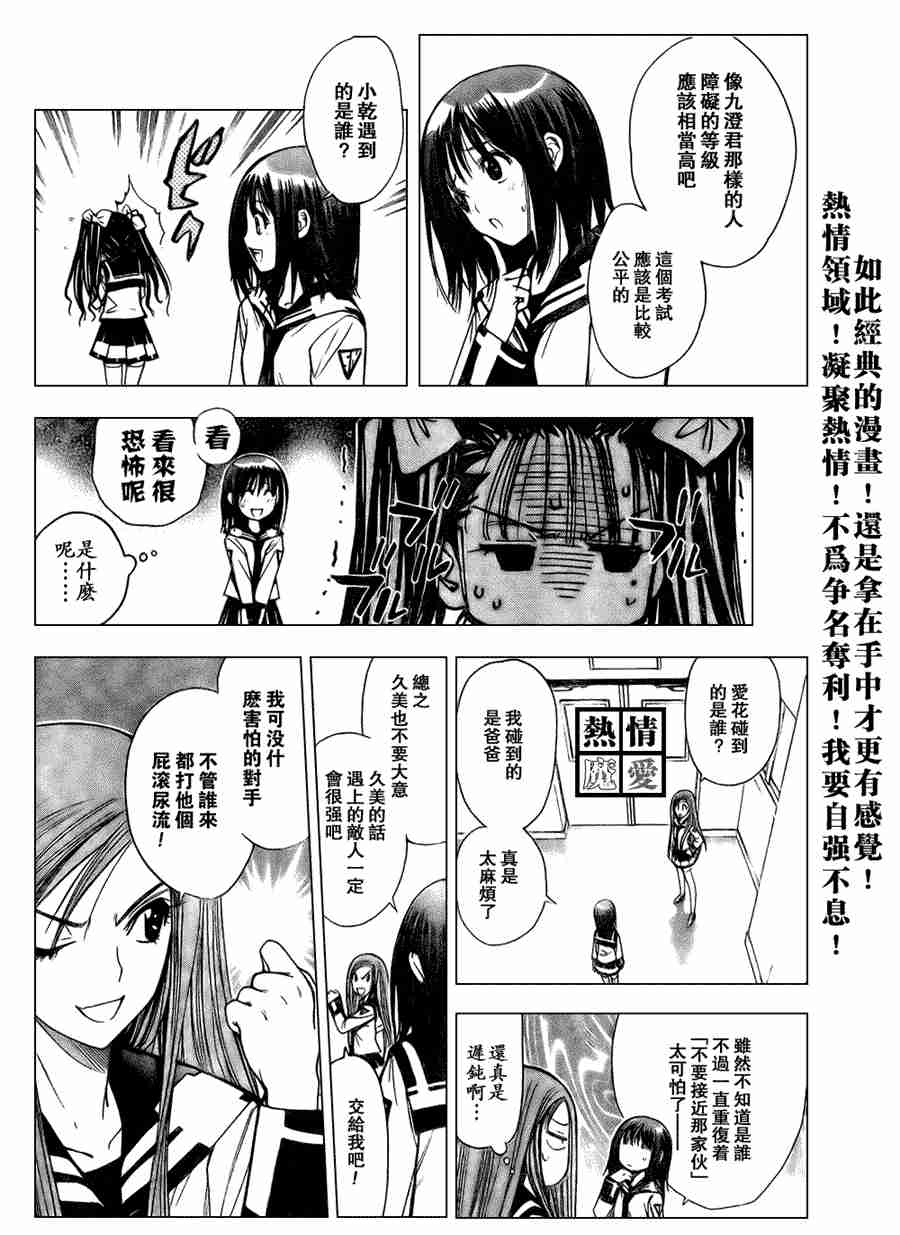 像九澄君那樣的人
障礙的等級
應該相當高吧
這個考試
應該是比較
公平的
小乾遇到
的是誰？
看
看來很
恐怖呢
是什麼
呢……
愛花碰到
的是誰？
我碰到的
是爸爸
真是
太麻煩了
熱情
魔愛
雖然不知道是誰
不過一直重復着
「不要接近那家伙」
太可怕了——
還真是
遲鈍啊…
總之
久美也不要大意
久美的話
遇上的敵人一定
會很强吧
交給我吧！
我可没什
麽害怕的對手
不管誰來
都打他個
屁滚尿流！
如此經典的漫畫！還是拿在手中才更有感覺！
熱情領域！凝聚熱情！不爲争名奪利！我要自强不息！